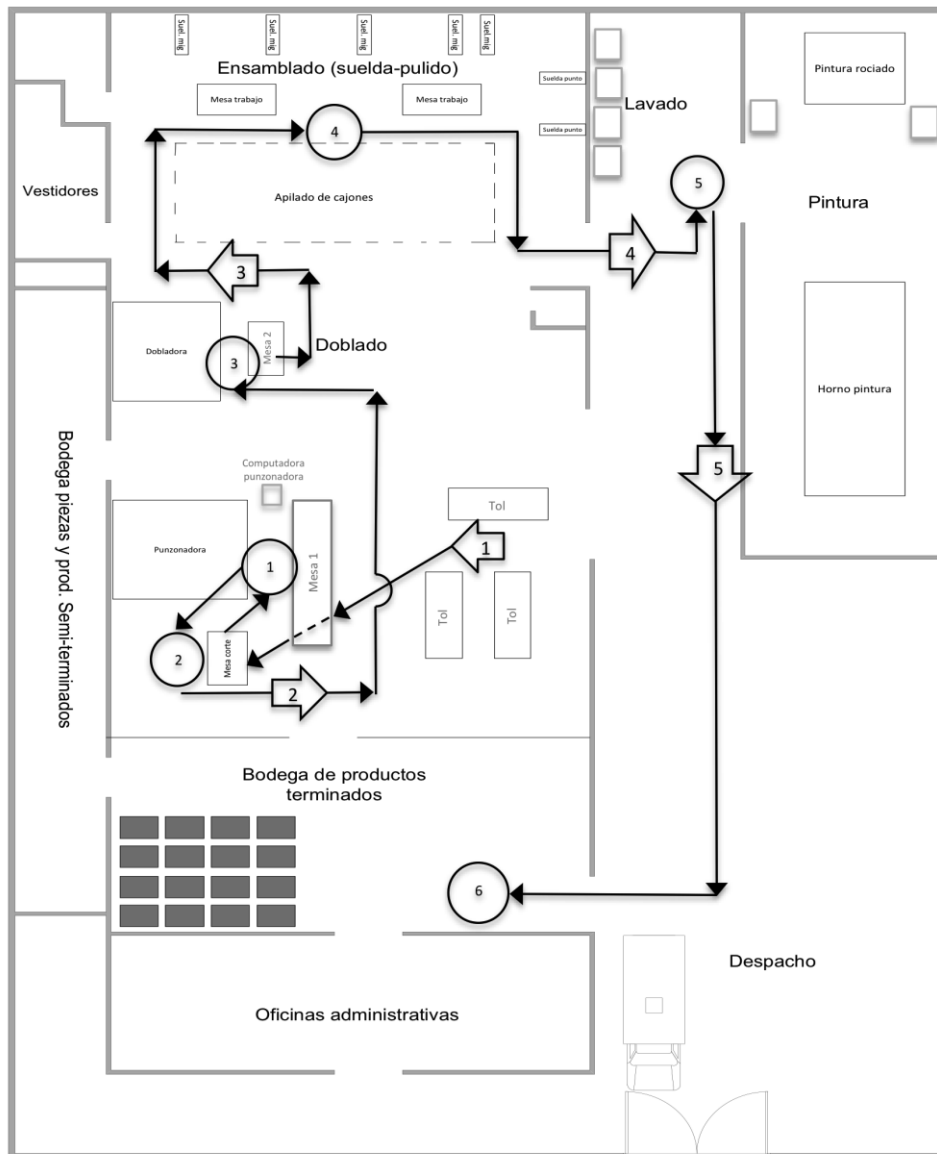 Suel. mig
Suel. mig
Suel. mig
Suel. mig
Suel. mig
Ensamblado (suelda-pulido)
Mesa trabajo
Mesa trabajo
Suelda punto
Suelda punto
Lavado
Pintura rociado
4
Vestidores
Apilado de cajones
5
Pintura
4
3
Dobladora
3
Mesa 2
Doblado
Horno pintura
Bodega piezas y prod. Semi-terminados
Computadora
punzonadora
5
Punzonadora
1
Mesa 1
Tol
1
Tol
Tol
2
Mesa corte
2
Bodega de productos
terminados
6
Despacho
Oficinas administrativas